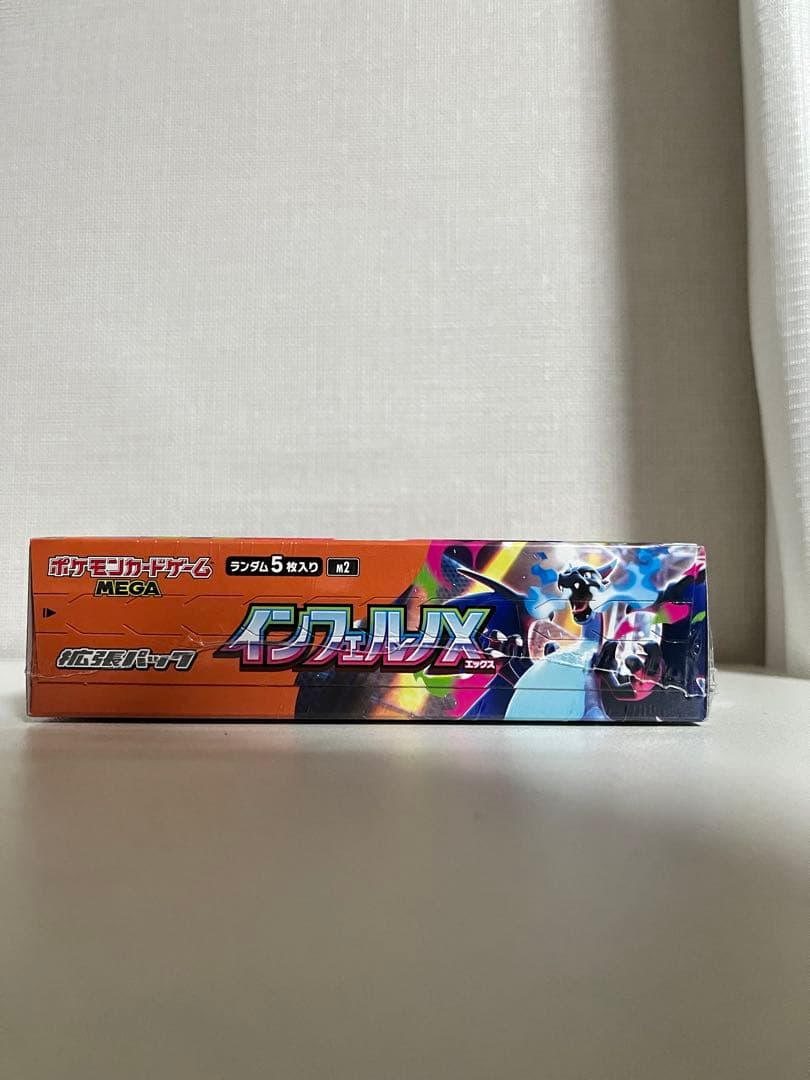 ポケモンカードゲーム
MEGA
ランダム5枚入り
M2
拡張パック
インフェルノX
エックス